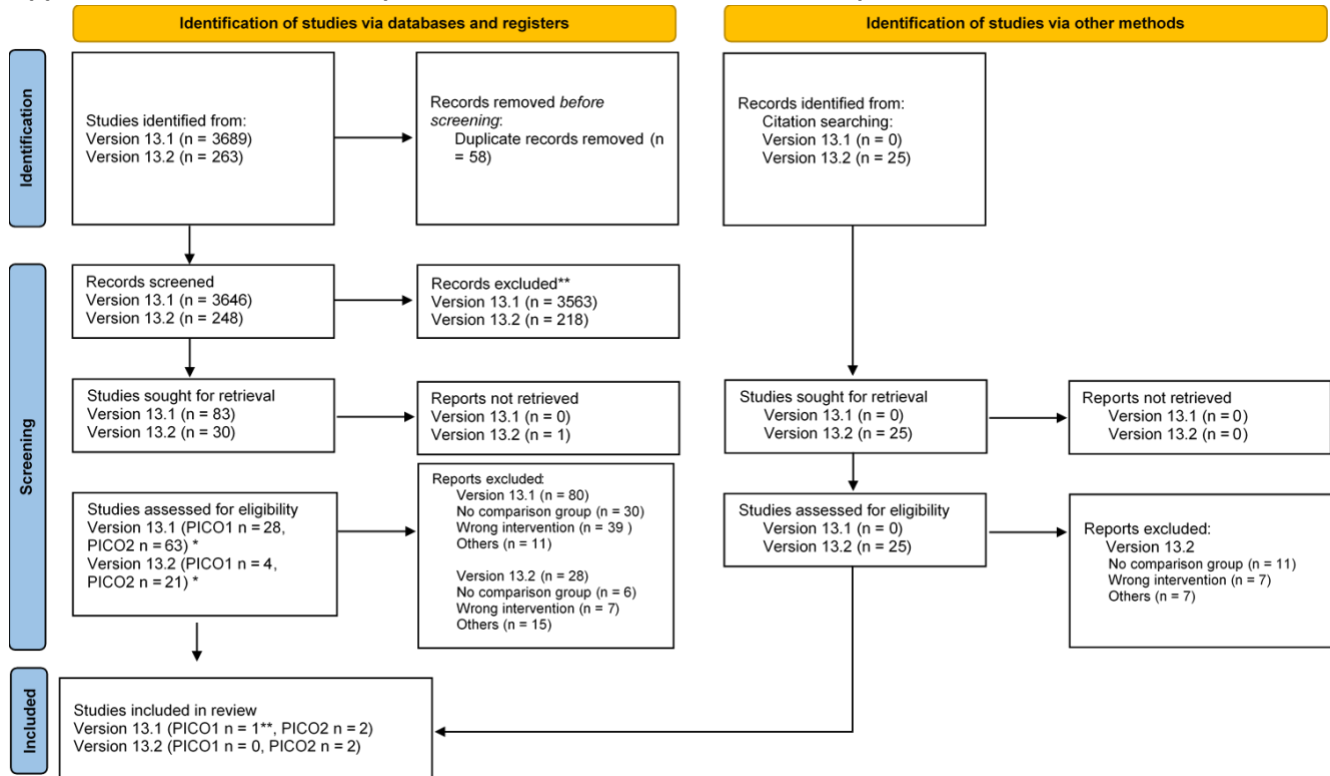 Identification of studies via databases and registers
Identification of studies via other methods
Identification
Studies identified from:
Version 13.1 (n = 3689)
Version 13.2 (n = 263)
Records removed before
screening:
Duplicate records removed (n
= 58)
Records identified from:
Citation searching:
Version 13.1 (n = 0)
Version 13.2 (n = 25)
Screening
Records screened
Version 13.1 (n = 3646)
Version 13.2 (n = 248)
Records excluded**
Version 13.1 (n = 3563)
Version 13.2 (n = 218)
Studies sought for retrieval
Version 13.1 (n = 83)
Version 13.2 (n = 30)
Reports not retrieved
Version 13.1 (n = 0)
Version 13.2 (n = 1)
Studies sought for retrieval
Version 13.1 (n = 0)
Version 13.2 (n = 25)
Reports not retrieved
Version 13.1 (n = 0)
Version 13.2 (n = 0)
Studies assessed for eligibility
Version 13.1 (PICO1 n = 28,
PICO2 n = 63) *
Version 13.2 (PICO1 n = 4,
PICO2 n = 21) *
Reports excluded:
Version 13.1 (n = 80)
No comparison group (n = 30)
Wrong intervention (n = 39 )
Others (n = 11)
Version 13.2 (n = 28)
No comparison group (n = 6)
Wrong intervention (n = 7)
Others (n = 15)
Studies assessed for eligibility
Version 13.1 (n = 0)
Version 13.2 (n = 25)
Reports excluded:
Version 13.2
No comparison group (n = 11)
Wrong intervention (n = 7)
Others (n = 7)
Included
Studies included in review
Version 13.1 (PICO1 n = 1**, PICO2 n = 2)
Version 13.2 (PICO1 n = 0, PICO2 n = 2)